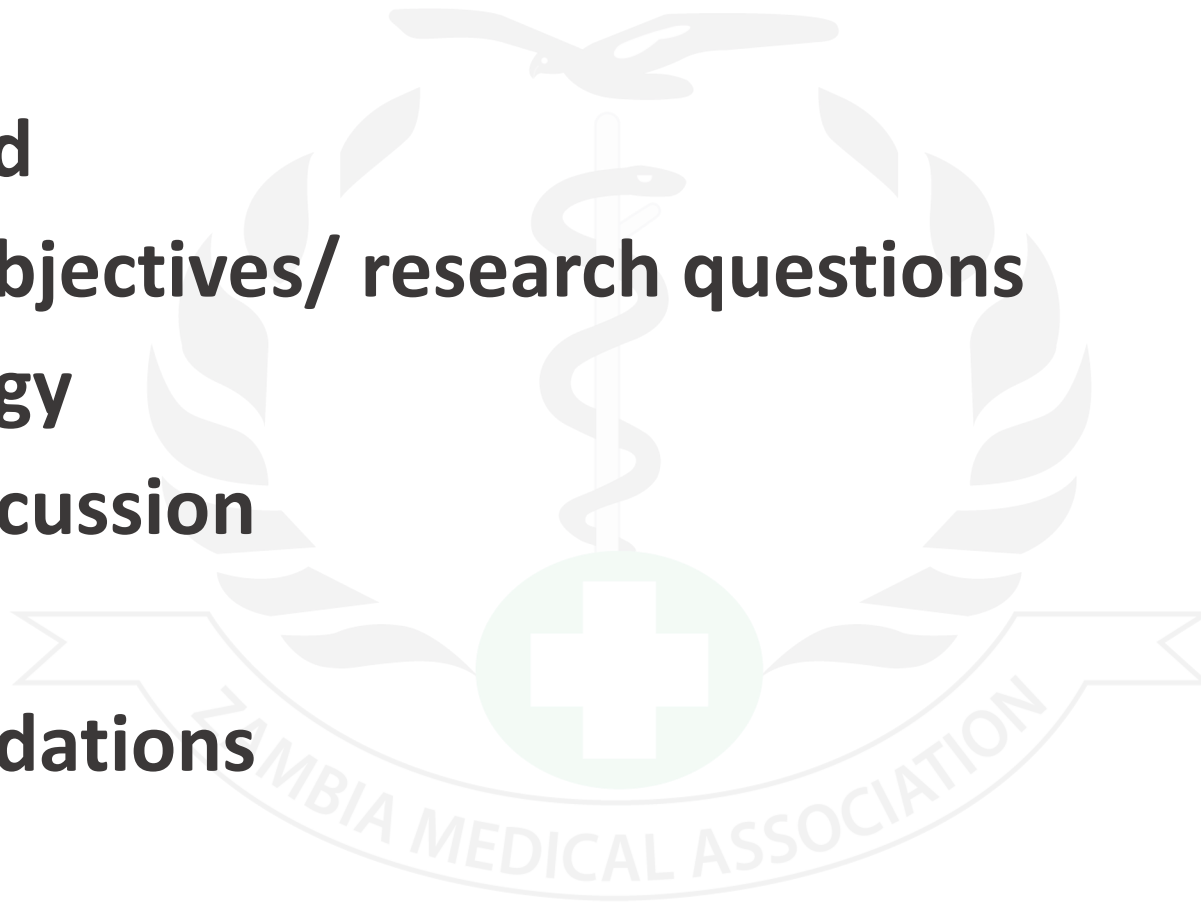 d
bjectives/ research questions
gy
cussion
dations
ZAMBIA MEDICAL ASSOCIATION